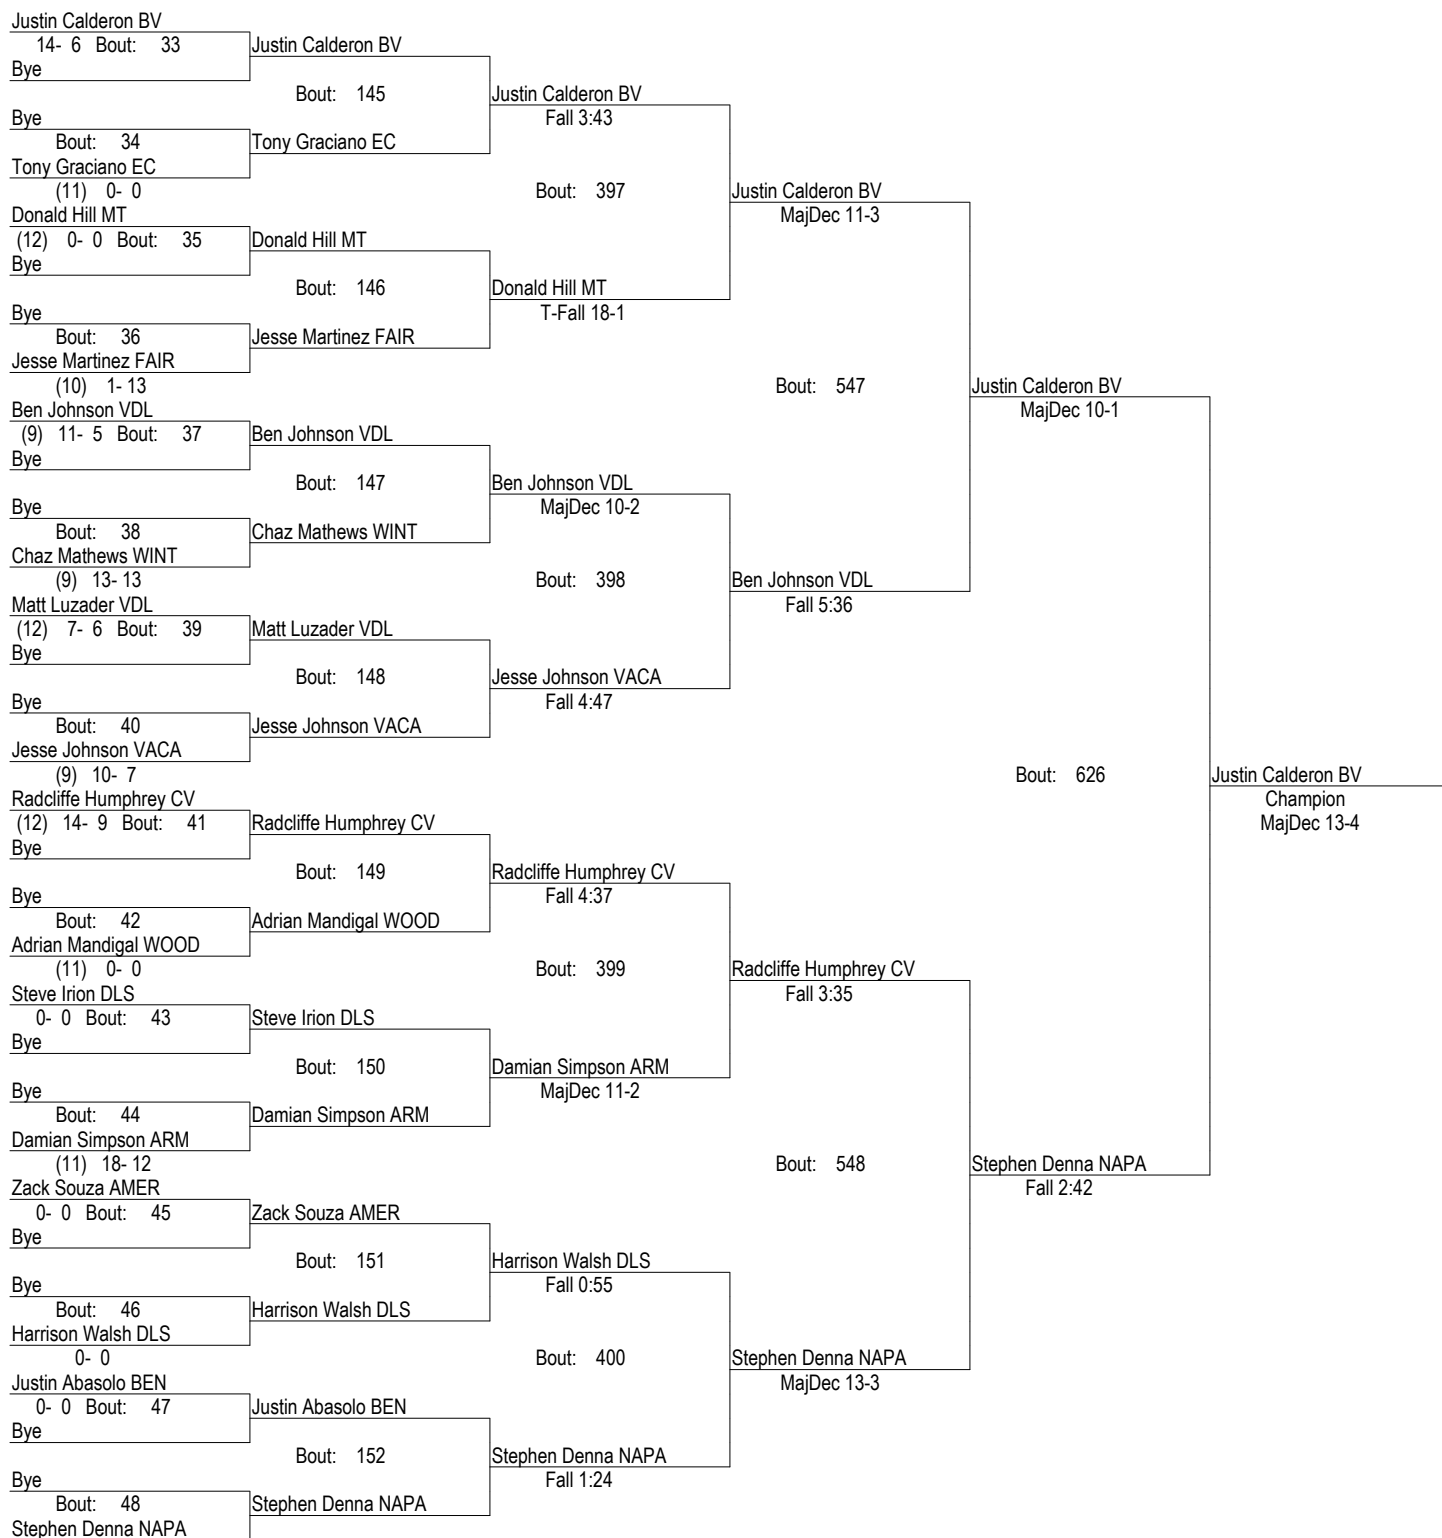 Justin Calderon BV
14- 6 Bout: 33
Justin Calderon BV
Bye
Bout: 145
Justin Calderon BV
Bye
Fall 3:43
Bout: 34
Tony Graciano EC
Tony Graciano EC
(11) 0- 0
Bout: 397
Justin Calderon BV
Donald Hill MT
MajDec 11-3
(12) 0- 0 Bout: 35
Donald Hill MT
Bye
Bout: 146
Donald Hill MT
Bye
T-Fall 18-1
Bout: 36
Jesse Martinez FAIR
Jesse Martinez FAIR
(10) 1- 13
Bout: 547
Justin Calderon BV
Ben Johnson VDL
MajDec 10-1
(9) 11- 5 Bout: 37
Ben Johnson VDL
Bye
Bout: 147
Ben Johnson VDL
Bye
MajDec 10-2
Bout: 38
Chaz Mathews WINT
Chaz Mathews WINT
(9) 13- 13
Bout: 398
Ben Johnson VDL
Matt Luzader VDL
Fall 5:36
(12) 7- 6 Bout: 39
Matt Luzader VDL
Bye
Bout: 148
Jesse Johnson VACA
Bye
Fall 4:47
Bout: 40
Jesse Johnson VACA
Jesse Johnson VACA
(9) 10- 7
Bout: 626
Justin Calderon BV
Radcliffe Humphrey CV
Champion
(12) 14- 9 Bout: 41
Radcliffe Humphrey CV
MajDec 13-4
Bye
Bout: 149
Radcliffe Humphrey CV
Bye
Fall 4:37
Bout: 42
Adrian Mandigal WOOD
Adrian Mandigal WOOD
(11) 0- 0
Bout: 399
Radcliffe Humphrey CV
Steve Irion DLS
Fall 3:35
0- 0 Bout: 43
Steve Irion DLS
Bye
Bout: 150
Damian Simpson ARM
Bye
MajDec 11-2
Bout: 44
Damian Simpson ARM
Damian Simpson ARM
(11) 18- 12
Bout: 548
Stephen Denna NAPA
Zack Souza AMER
Fall 2:42
0- 0 Bout: 45
Zack Souza AMER
Bye
Bout: 151
Harrison Walsh DLS
Bye
Fall 0:55
Bout: 46
Harrison Walsh DLS
Harrison Walsh DLS
0- 0
Bout: 400
Stephen Denna NAPA
Justin Abasolo BEN
MajDec 13-3
0- 0 Bout: 47
Justin Abasolo BEN
Bye
Bout: 152
Stephen Denna NAPA
Bye
Fall 1:24
Bout: 48
Stephen Denna NAPA
Stephen Denna NAPA